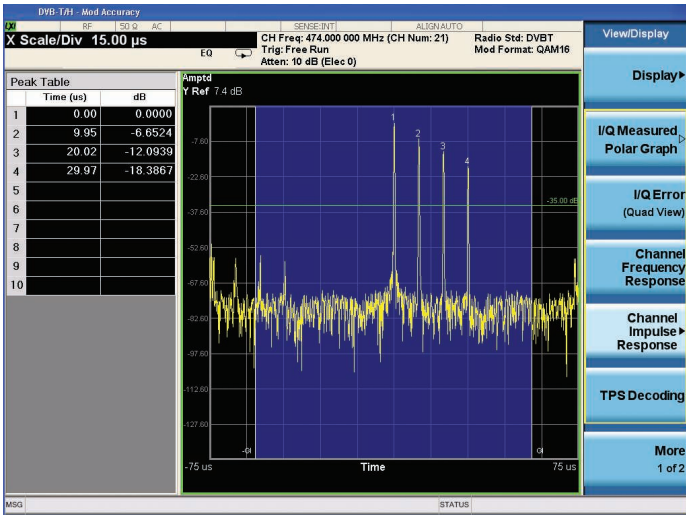 DVB-T/H - Mod Accuracy
LXI RF 50 Ω AC SENSE:INT ALIGN AUTO
X Scale/Div 15.00 µs
EQ
CH Freq: 474.000 000 MHz (CH Num: 21)
Trig: Free Run
Atten: 10 dB (Elec 0)
Radio Std: DVBT
Mod Format: QAM16
Peak Table
Time (us) dB
1 0.00 0.0000
2 9.95 -6.6524
3 20.02 -12.0939
4 29.97 -18.3867
5
6
7
8
9
10
Amptd
Y Ref 7.4 dB
1
2
3
4
-7.60
-22.60
-35.00 dB
-37.60
-52.60
-67.60
-82.60
-97.60
-112.60
-127.60
-GI
GI
-75 us
Time
75 us
View/Display
Display
I/Q Measured
Polar Graph
I/Q Error
(Quad View)
Channel
Frequency
Response
Channel
Impulse
Response
TPS Decoding
More
1 of 2
MSG
STATUS